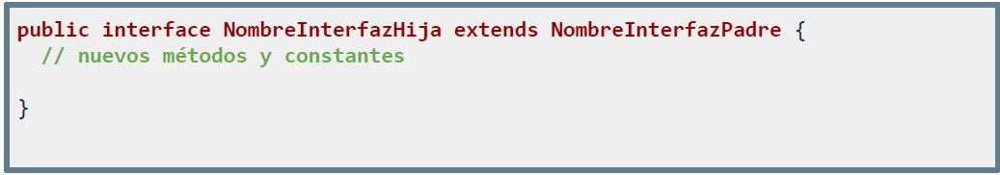 public interface NombreInterfazHija extends NombreInterfazPadre {
// nuevos métodos y constantes
}